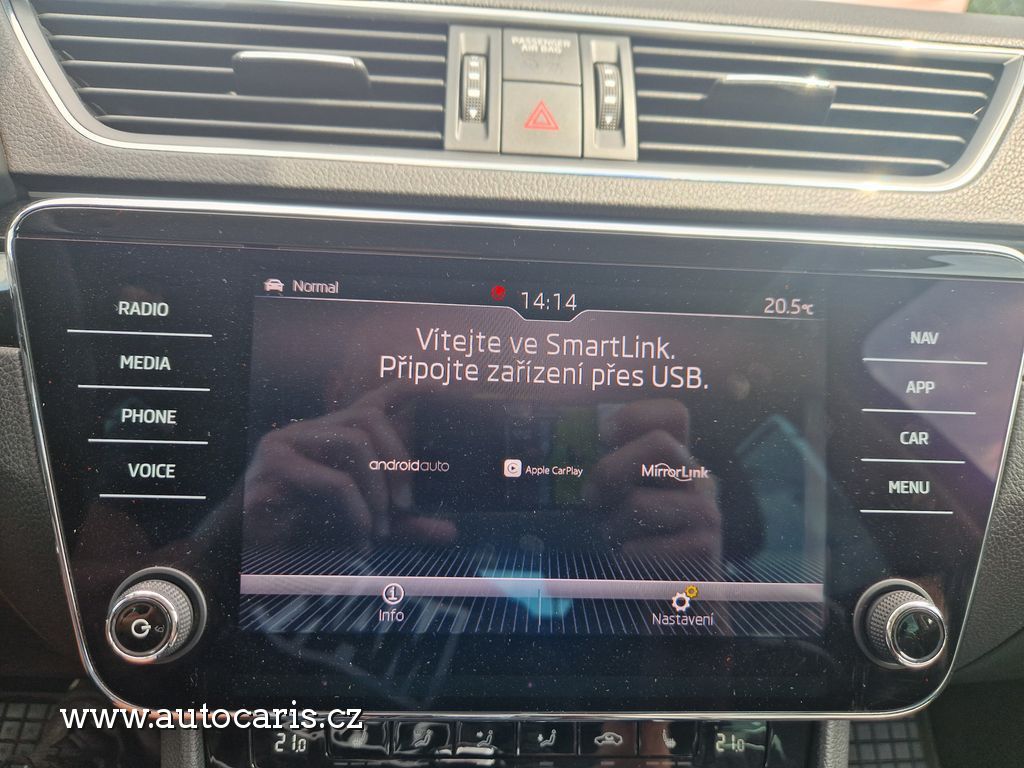 PASSENGER
AIR BAG
RADIO
MEDIA
PHONE
VOICE
Normal
14:14
20.5°C
Vítejte ve SmartLink.
Připojte zařízení přes USB.
androidauto
Apple CarPlay
MirrorLink
Info
Nastavení
NAV
APP
CAR
MENU
www.autocaris.cz
21.0
21.0